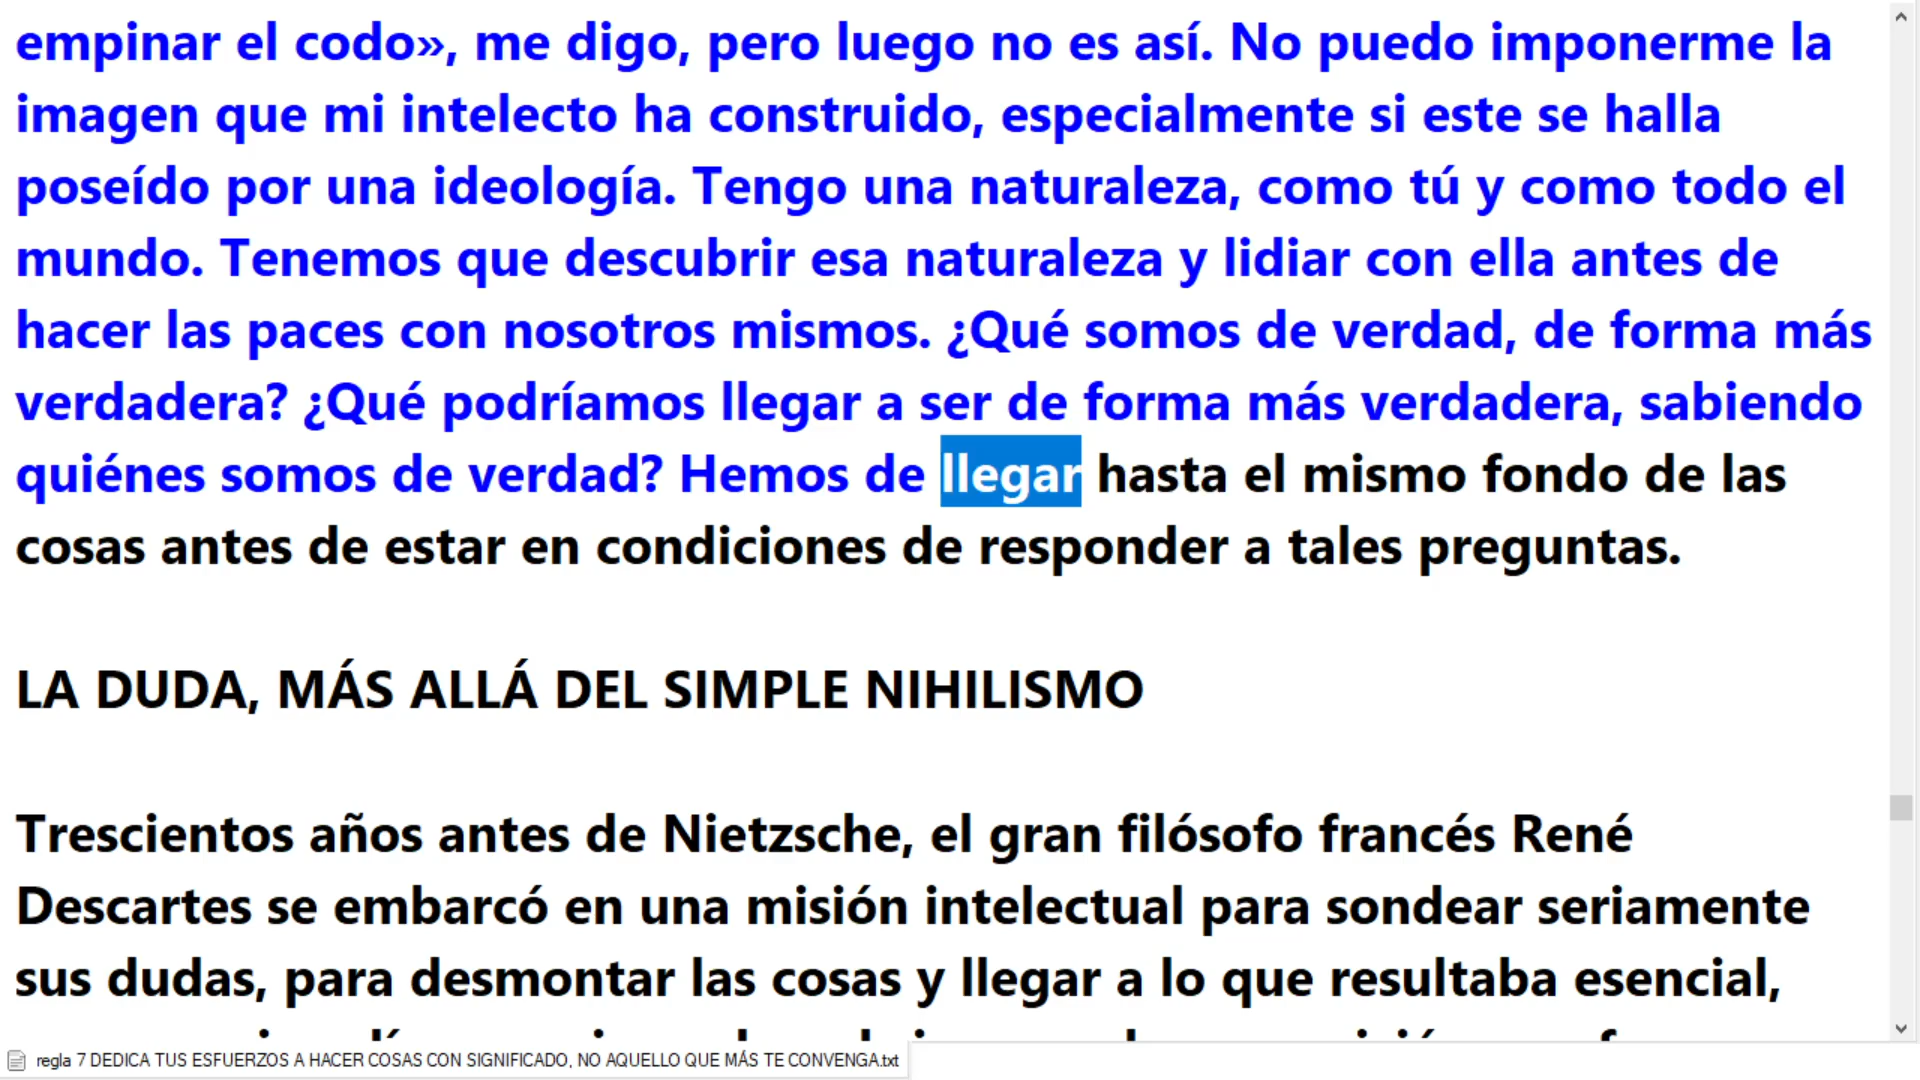 empinar el codo», me digo, pero luego no es así. No puedo imponerme la
imagen que mi intelecto ha construido, especialmente si este se halla
poseído por una ideología. Tengo una naturaleza, como tú y como todo el
mundo. Tenemos que descubrir esa naturaleza y lidiar con ella antes de
hacer las paces con nosotros mismos. ¿Qué somos de verdad, de forma más
verdadera? ¿Qué podríamos llegar a ser de forma más verdadera, sabiendo
quiénes somos de verdad? Hemos de llegar hasta el mismo fondo de las
cosas antes de estar en condiciones de responder a tales preguntas.
LA DUDA, MÁS ALLÁ DEL SIMPLE NIHILISMO
Trescientos años antes de Nietzsche, el gran filósofo francés René
Descartes se embarcó en una misión intelectual para sondear seriamente
sus dudas, para desmontar las cosas y llegar a lo que resultaba esencial,
regla 7 DEDICA TUS ESFUERZOS A HACER COSAS CON SIGNIFICADO, NO AQUELLO QUE MÁS TE CONVENGA.txt